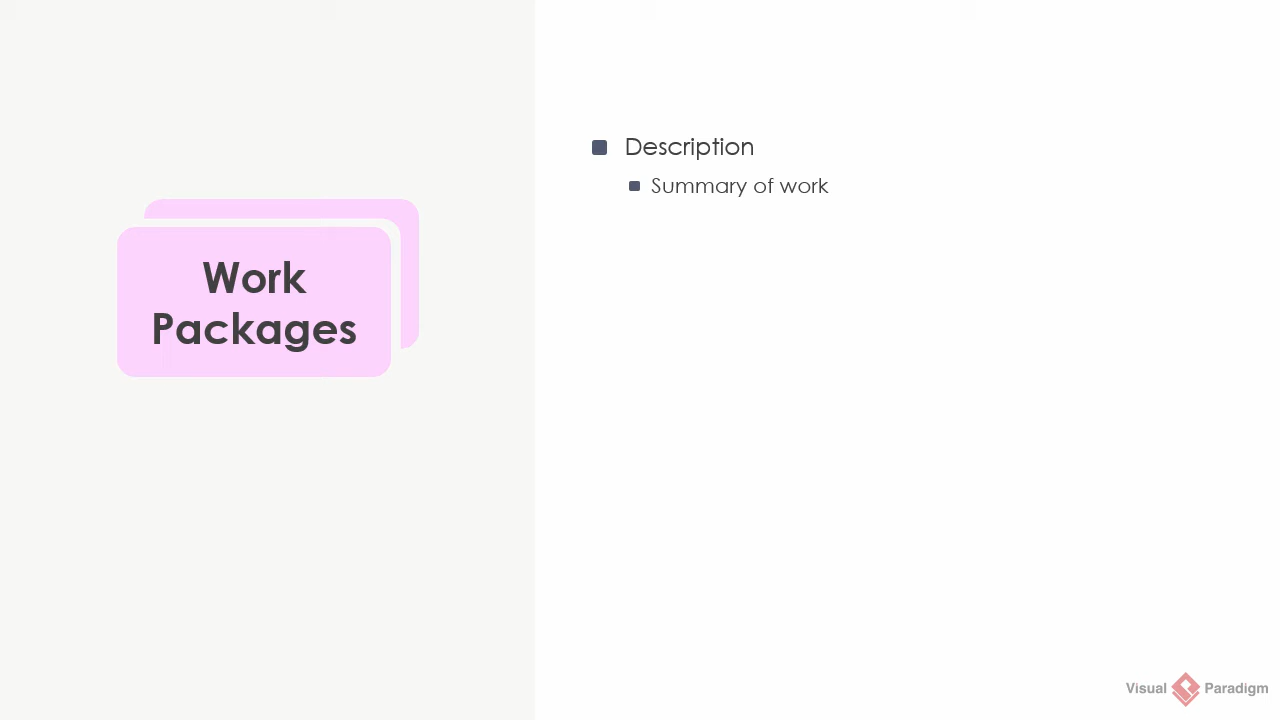 Work
Packages
Description
Summary of work
Visual Paradigm